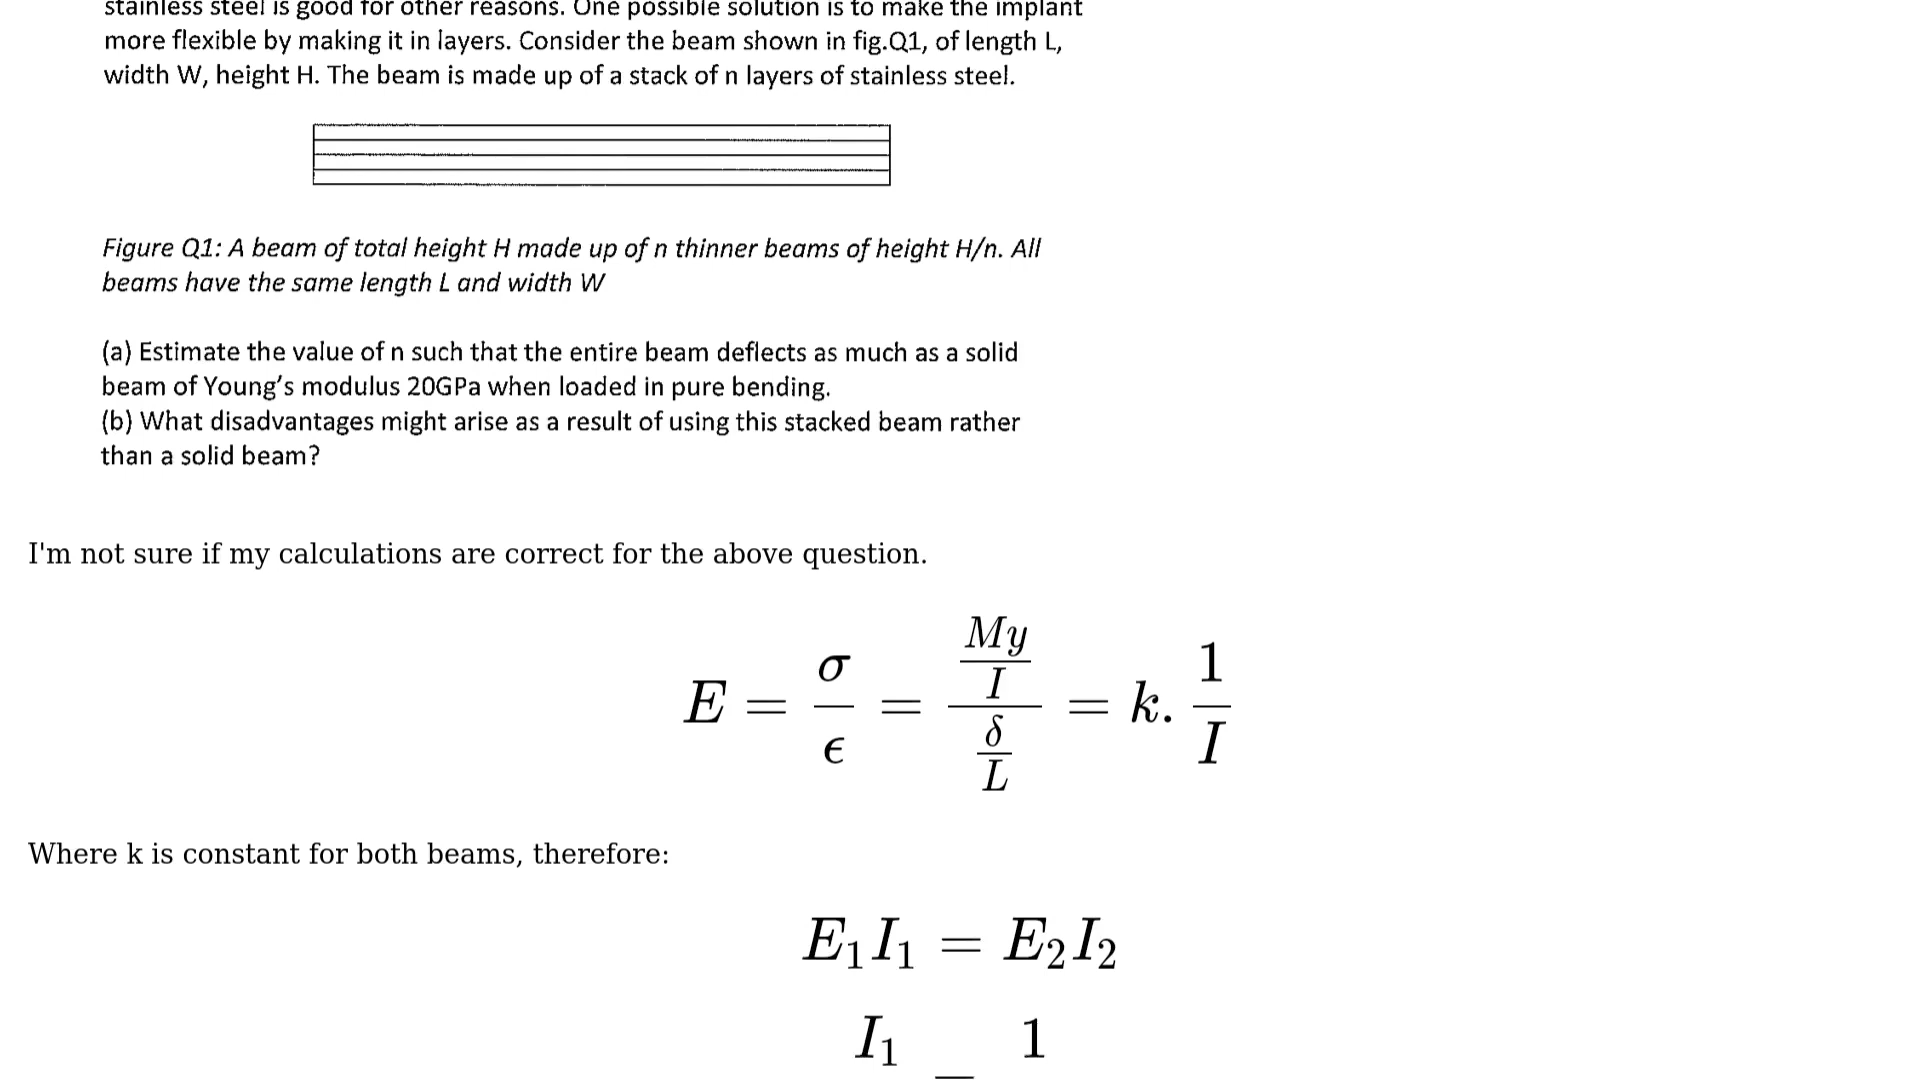 stainless steel is good for other reasons. One possible solution is to make the implant
more flexible by making it in layers. Consider the beam shown in fig.Q1, of length L,
width W, height H. The beam is made up of a stack of n layers of stainless steel.
Figure Q1: A beam of total height H made up of n thinner beams of height H/n. All
beams have the same length L and width W
(a) Estimate the value of n such that the entire beam deflects as much as a solid
beam of Young's modulus 20GPa when loaded in pure bending.
(b) What disadvantages might arise as a result of using this stacked beam rather
than a solid beam?
I'm not sure if my calculations are correct for the above question.
E = σ/ϵ = (My/I)/(δ/L) = k. 1/I
Where k is constant for both beams, therefore:
E₁I₁ = E₂I₂
I₁ 1